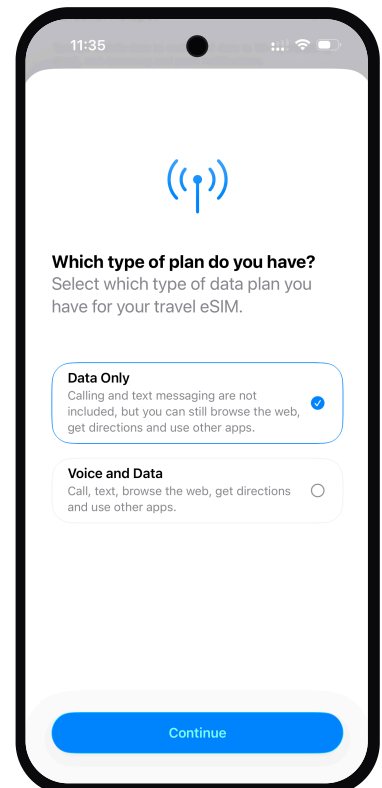 11:35
Which type of plan do you have?
Select which type of data plan you
have for your travel eSIM.
Data Only
Calling and text messaging are not
included, but you can still browse the web,
get directions and use other apps.
Voice and Data
Call, text, browse the web, get directions
and use other apps.
Continue